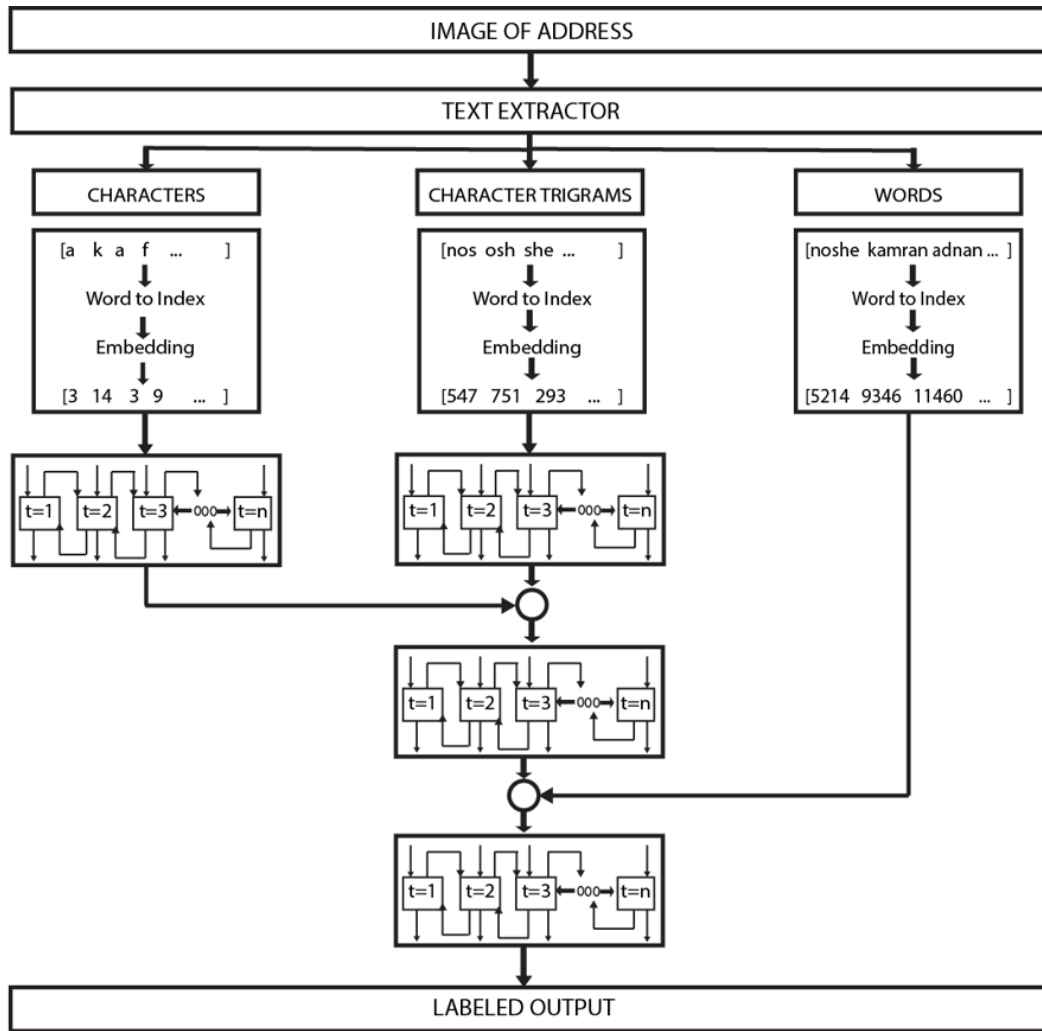 IMAGE OF ADDRESS
TEXT EXTRACTOR
CHARACTERS
[a k a f ... ]
Word to Index
Embedding
[3 14 3 9 ... ]
CHARACTER TRIGRAMS
[nos osh she ... ]
Word to Index
Embedding
[547 751 293 ... ]
WORDS
[noshe kamran adnan ... ]
Word to Index
Embedding
[5214 9346 11460 ... ]
t=1 t=2 t=3 000 t=n
t=1 t=2 t=3 000 t=n
t=1 t=2 t=3 000 t=n
t=1 t=2 t=3 000 t=n
LABELED OUTPUT